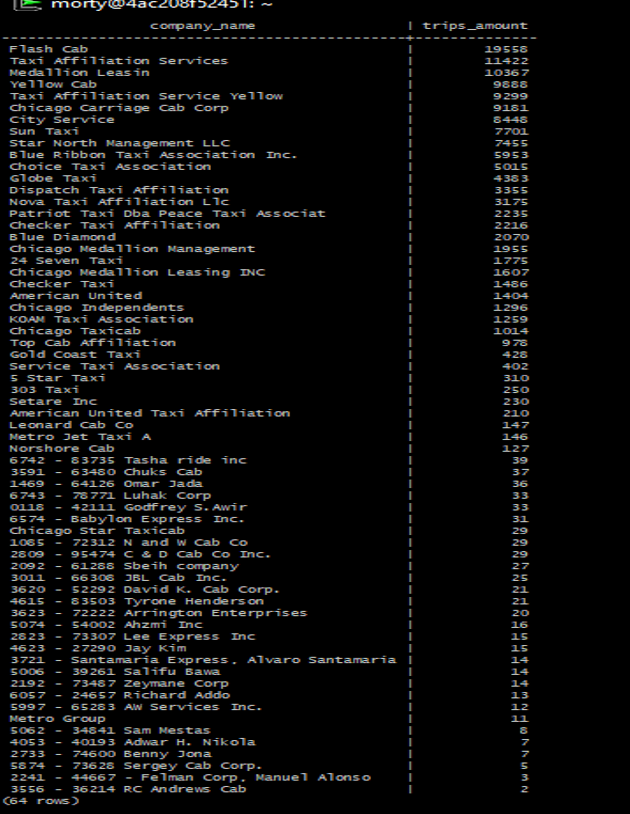 morty@4ac208f52451: ~
company_name | trips_amount
Flash Cab | 19558
Taxi Affiliation Services | 11422
Medallion Leasin | 10367
Yellow Cab | 9888
Taxi Affiliation Service Yellow | 9299
Chicago Carriage Cab Corp | 9181
City Service | 8448
Sun Taxi | 7701
Star North Management LLC | 7455
Blue Ribbon Taxi Association Inc. | 5953
Choice Taxi Association | 5015
Globe Taxi | 4383
Dispatch Taxi Affiliation | 3355
Nova Taxi Affiliation Llc | 3175
Patriot Taxi Dba Peace Taxi Associat | 2235
Checker Taxi Affiliation | 2216
Blue Diamond | 2070
Chicago Medallion Management | 1955
24 Seven Taxi | 1775
Chicago Medallion Leasing INC | 1607
Checker Taxi | 1486
American United | 1404
Chicago Independents | 1296
KOAM Taxi Association | 1259
Chicago Taxicab | 1014
Top Cab Affiliation | 978
Gold Coast Taxi | 428
Service Taxi Association | 402
5 Star Taxi | 310
303 Taxi | 250
Setare Inc | 230
American United Taxi Affiliation | 210
Leonard Cab Co | 147
Metro Jet Taxi A | 146
Norshore Cab | 127
6742 - 83735 Tasha ride inc | 39
3591 - 63480 Chuks Cab | 37
1469 - 64126 Omar Jada | 36
6743 - 78771 Luhak Corp | 33
0118 - 42111 Godfrey S.Awir | 33
6574 - Babylon Express Inc. | 31
Chicago Star Taxicab | 29
1085 - 72312 N and W Cab Co | 29
2809 - 95474 C & D Cab Co Inc. | 29
2092 - 61288 Sbeih company | 27
3011 - 66308 JBL Cab Inc. | 25
3620 - 52292 David K. Cab Corp. | 21
4615 - 83503 Tyrone Henderson | 21
3623 - 72222 Arrington Enterprises | 20
5074 - 54002 Ahzmi Inc | 16
2823 - 73307 Lee Express Inc | 15
4623 - 27290 Jay Kim | 15
3721 - Santamaria Express, Alvaro Santamaria | 14
5006 - 39261 Salifu Bawa | 14
2192 - 73487 Zeymane Corp | 14
6057 - 24657 Richard Addo | 13
5997 - 65283 AW Services Inc. | 12
Metro Group | 11
5062 - 34841 Sam Mestas | 8
4053 - 40193 Adwar H. Nikola | 7
2733 - 74600 Benny Jona | 7
5874 - 73628 Sergey Cab Corp. | 5
2241 - 44667 - Felman Corp, Manuel Alonso | 3
3556 - 36214 RC Andrews Cab | 2
(64 rows)